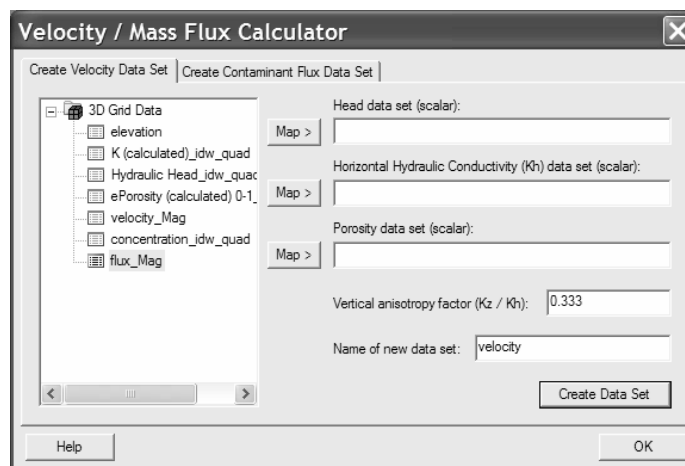 Velocity / Mass Flux Calculator
Create Velocity Data Set
Create Contaminant Flux Data Set
3D Grid Data
elevation
K (calculated)_idw_quad
Hydraulic Head_idw_quad
ePorosity (calculated) 0-1_
velocity_Mag
concentration_idw_quad
flux_Mag
Head data set (scalar):
Map >
Horizontal Hydraulic Conductivity (Kh) data set (scalar):
Map >
Porosity data set (scalar):
Map >
Vertical anisotropy factor (Kz / Kh): 0.333
Name of new data set: velocity
Create Data Set
Help
OK